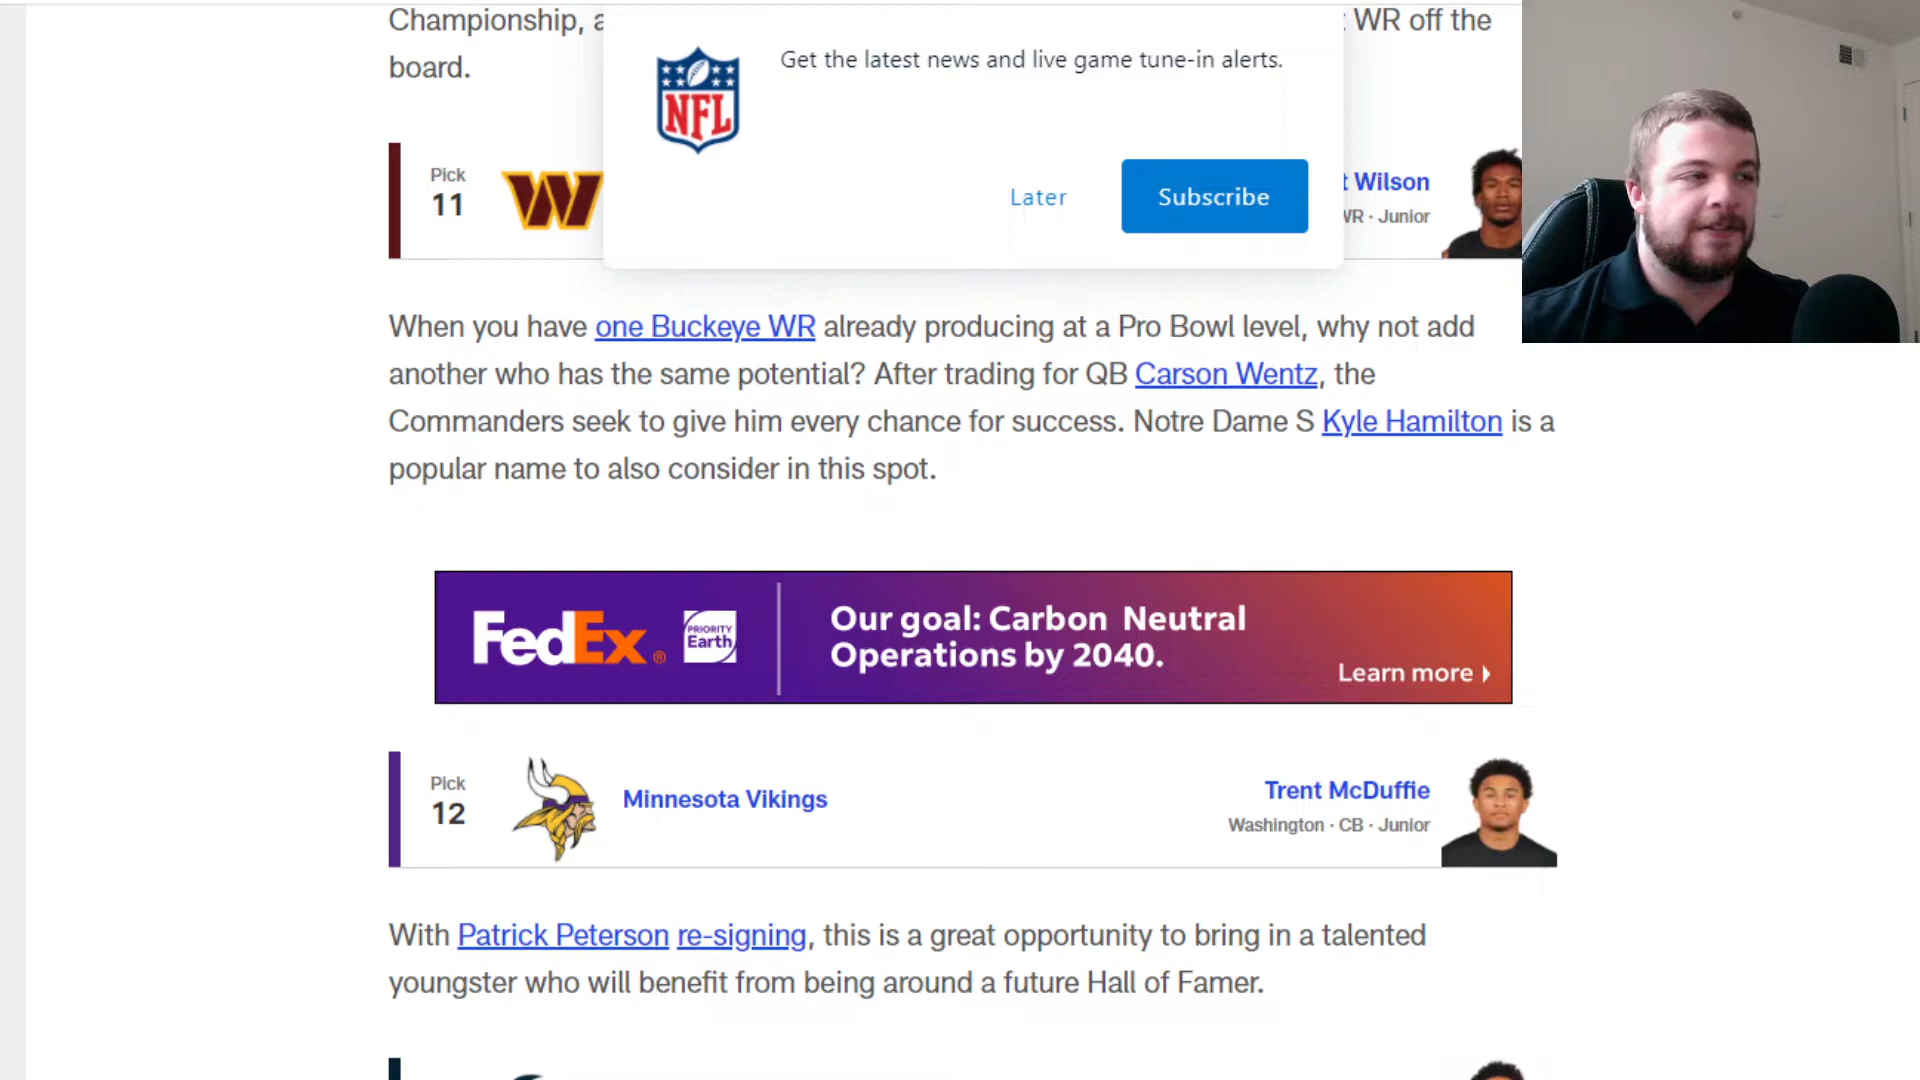 Championship, a
WR off the
board.
Get the latest news and live game tune-in alerts.
NFL
Later
Subscribe
Pick
11
W
t Wilson
WR · Junior
When you have one Buckeye WR already producing at a Pro Bowl level, why not add
another who has the same potential? After trading for QB Carson Wentz, the
Commanders seek to give him every chance for success. Notre Dame S Kyle Hamilton is a
popular name to also consider in this spot.
FedEx®
PRIORITY
Earth
Our goal: Carbon Neutral
Operations by 2040.
Learn more
Pick
12
Minnesota Vikings
Trent McDuffie
Washington · CB · Junior
With Patrick Peterson re-signing, this is a great opportunity to bring in a talented
youngster who will benefit from being around a future Hall of Famer.